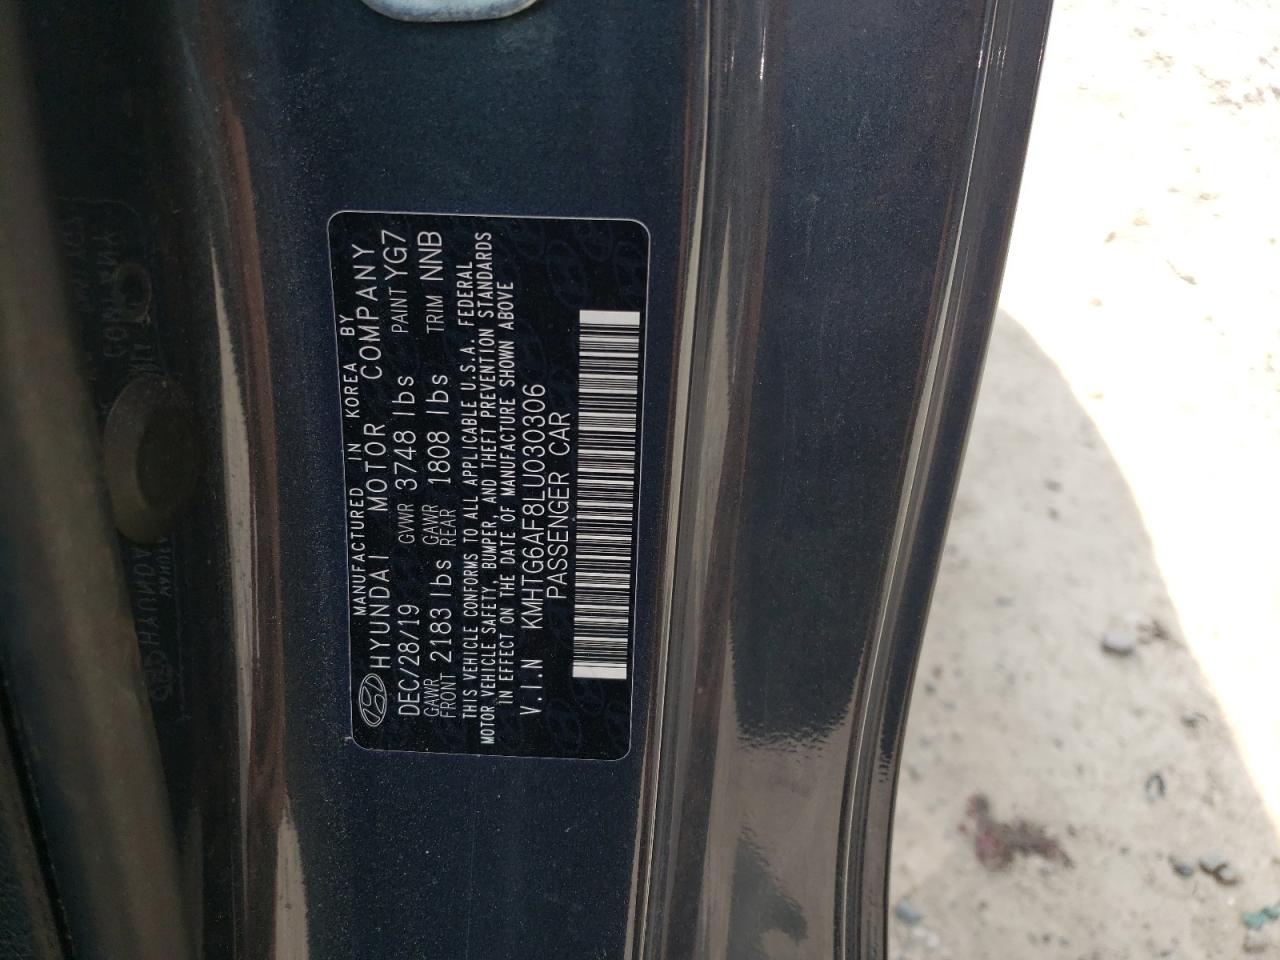 MANUFACTURED IN KOREA BY
HYUNDAI MOTOR COMPANY
DEC/28/19 GVWR 3748 lbs PAINT YG7
GAWR FRONT 2183 lbs GAWR REAR 1808 lbs TRIM NNB
THIS VEHICLE CONFORMS TO ALL APPLICABLE U.S.A. FEDERAL
MOTOR VEHICLE SAFETY, BUMPER, AND THEFT PREVENTION STANDARDS
IN EFFECT ON THE DATE OF MANUFACTURE SHOWN ABOVE
V.I.N KMHTG6AF8LU030306
PASSENGER CAR